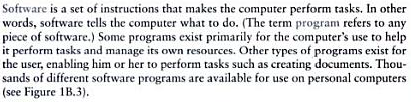 Software is a set of instructions that makes the computer perform tasks. In other
words, software tells the computer what to do. (The term program refers to any
piece of software.) Some programs exist primarily for the computer's use to help
it perform tasks and manage its own resources. Other types of programs exist for
the user, enabling him or her to perform tasks such as creating documents. Thou-
sands of different software programs are available for use on personal computers
(see Figure 1B.3).